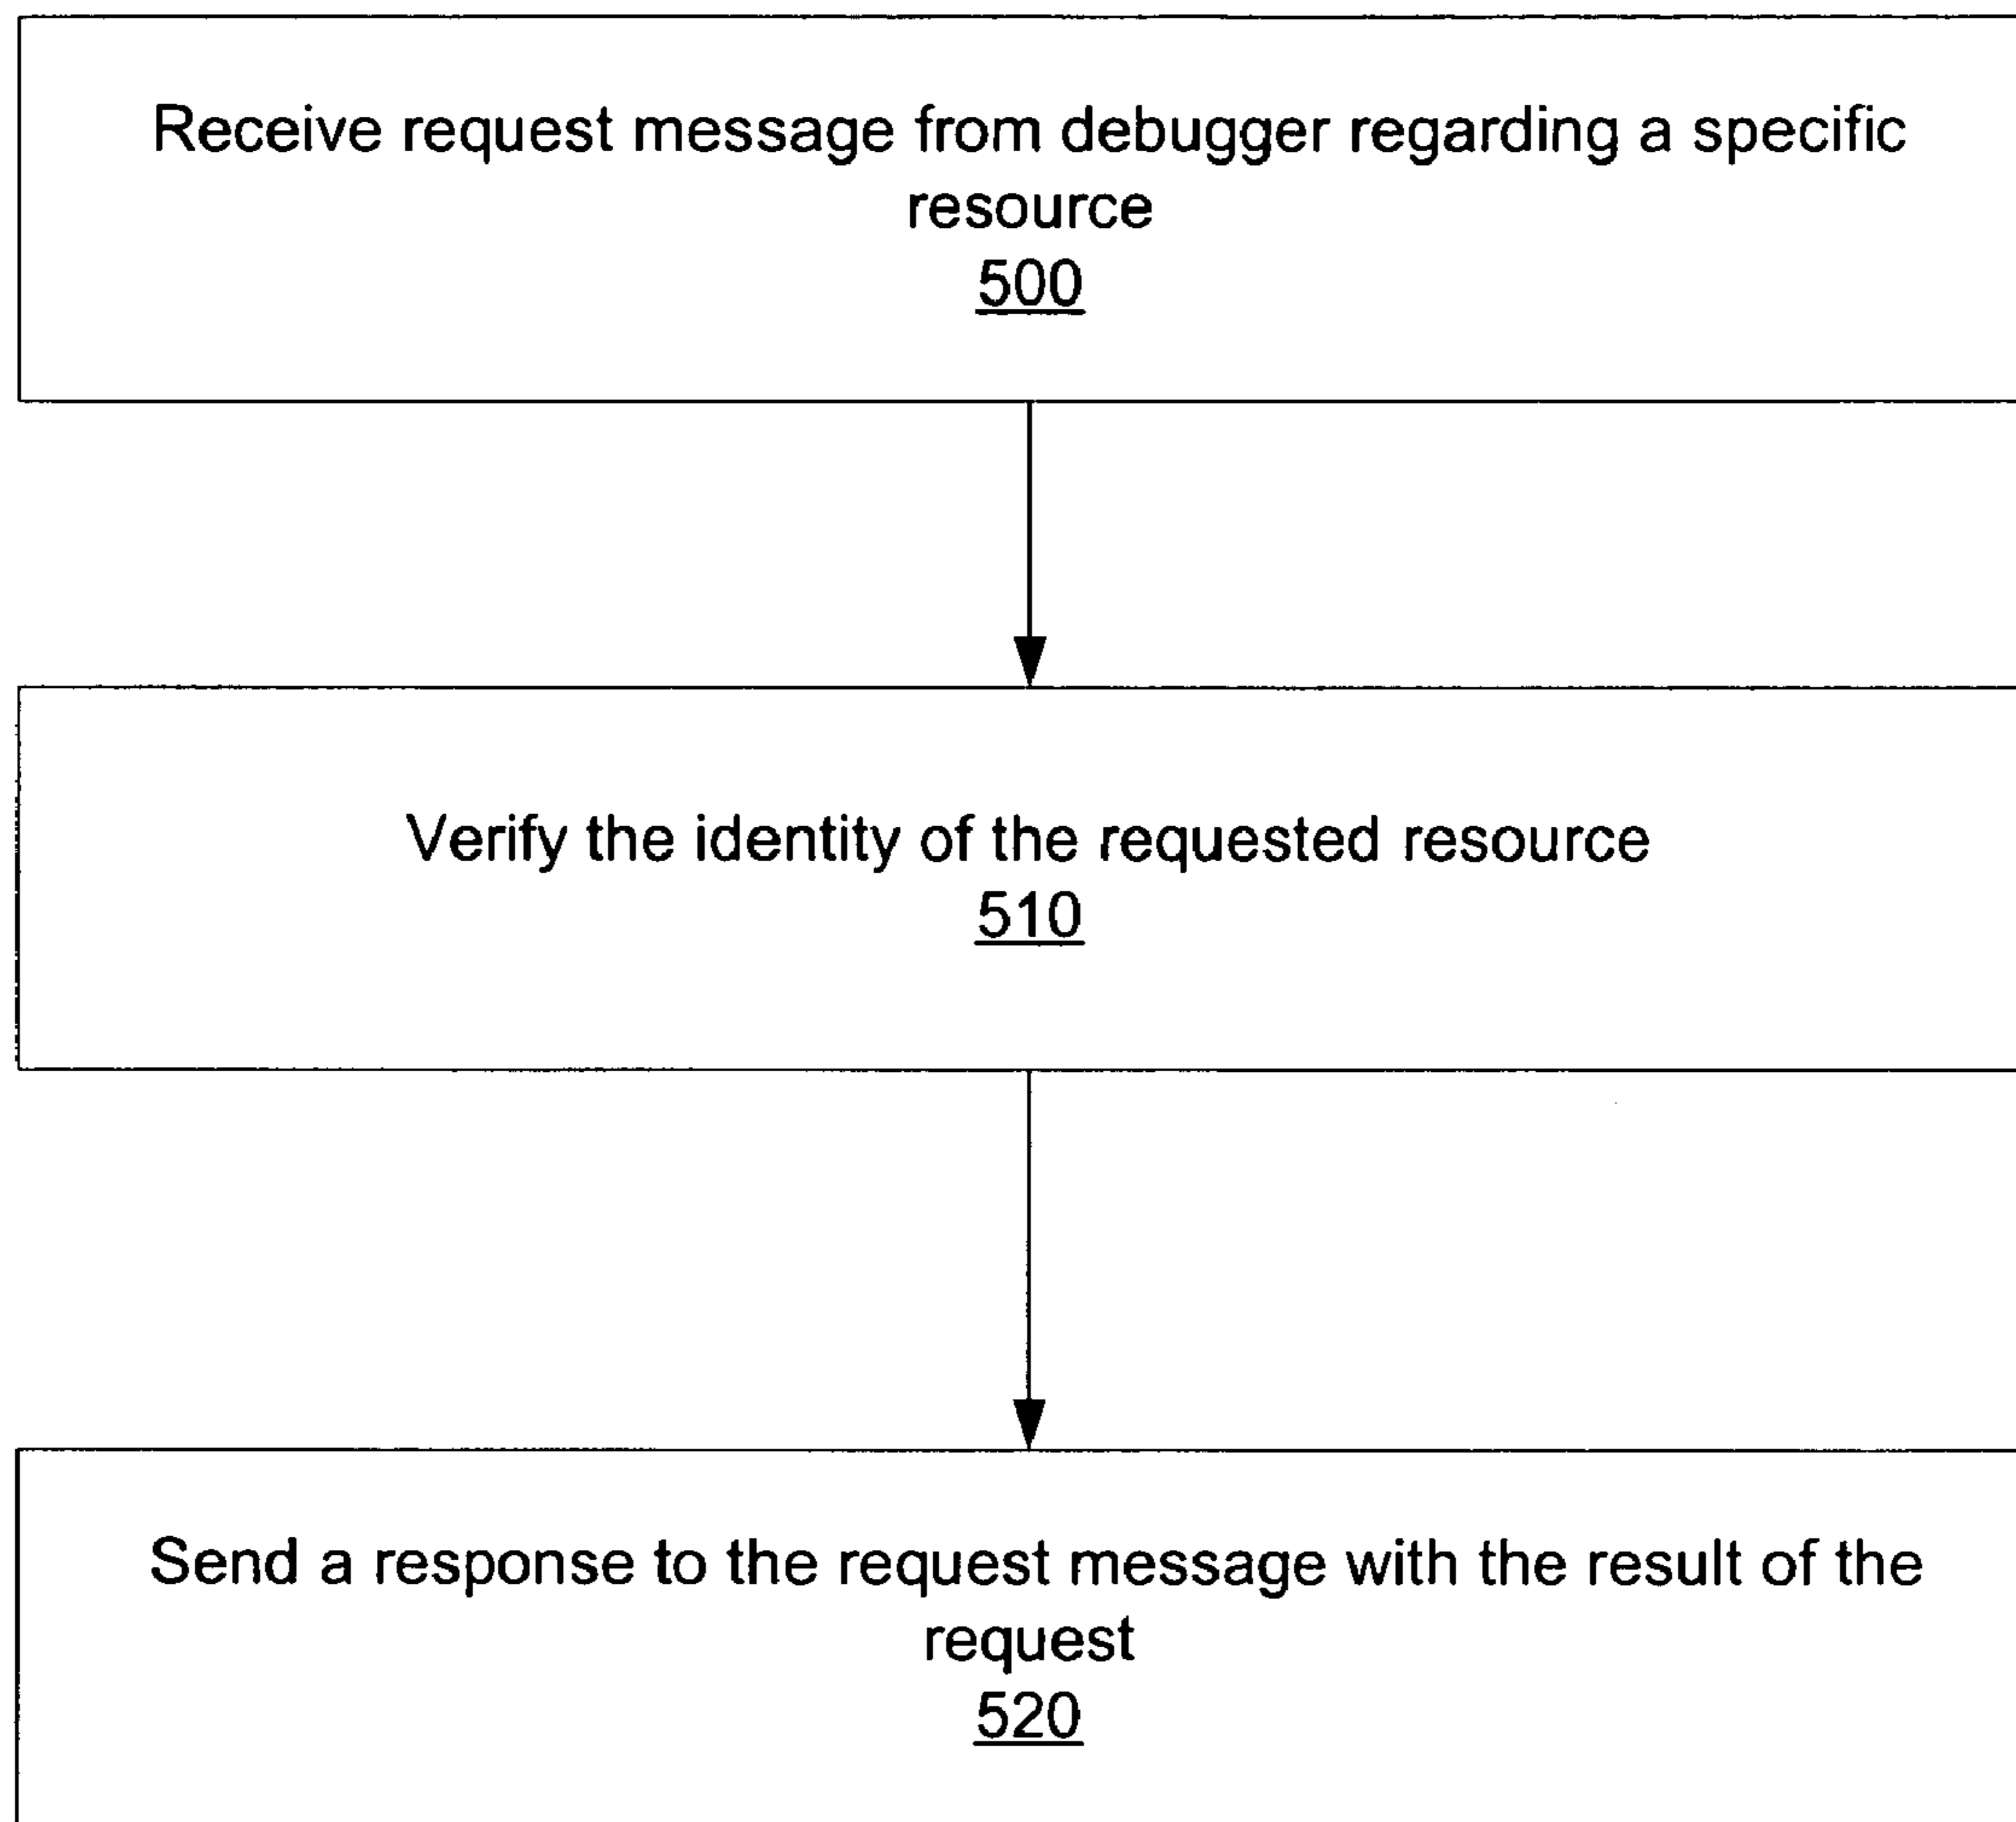 Receive request message from debugger regarding a specific
resource
500
Verify the identity of the requested resource
510
Send a response to the request message with the result of the
request
520